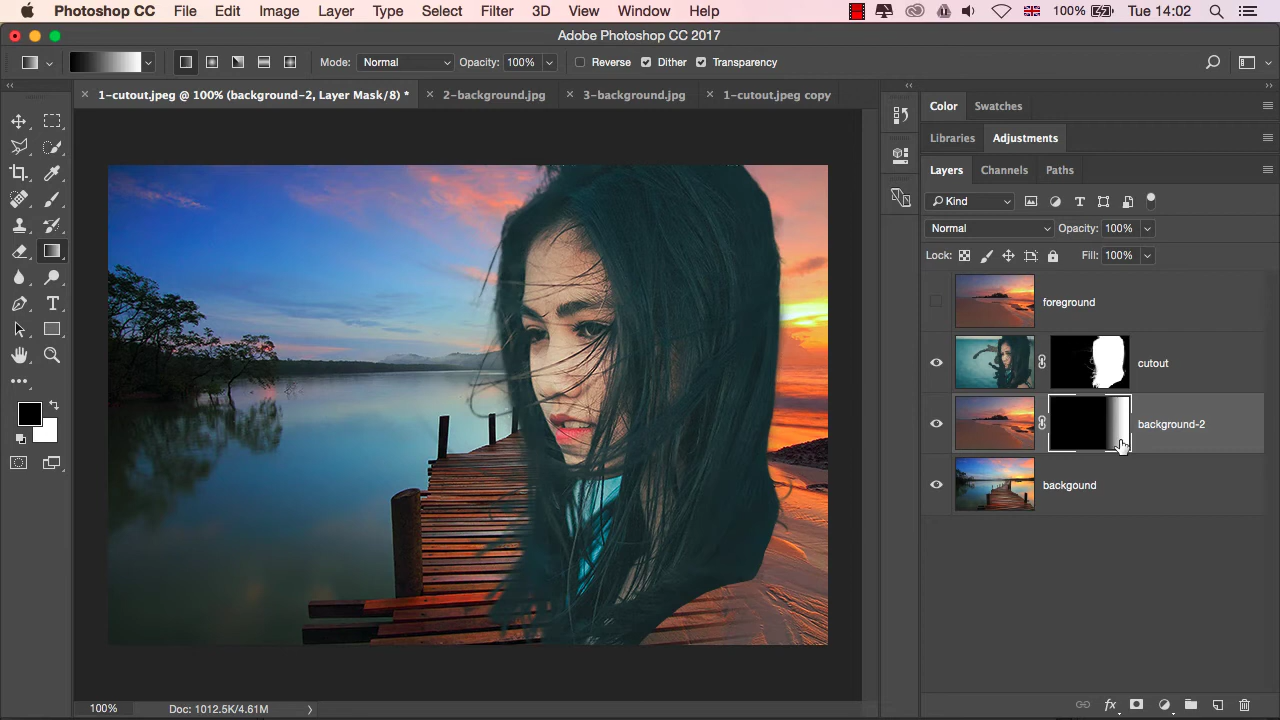 Photoshop CC File Edit Image Layer Type Select Filter 3D View Window Help 100% Tue 14:02
Adobe Photoshop CC 2017
Mode: Normal Opacity: 100% Reverse Dither Transparency
1-cutout.jpeg @ 100% (background-2, Layer Mask/8) * 2-background.jpg 3-background.jpg 1-cutout.jpeg copy
Color Swatches
Libraries Adjustments
Layers Channels Paths
Kind
Normal Opacity: 100%
Lock: Fill: 100%
foreground
cutout
background-2
backgound
100% Doc: 1012.5K/4.61M